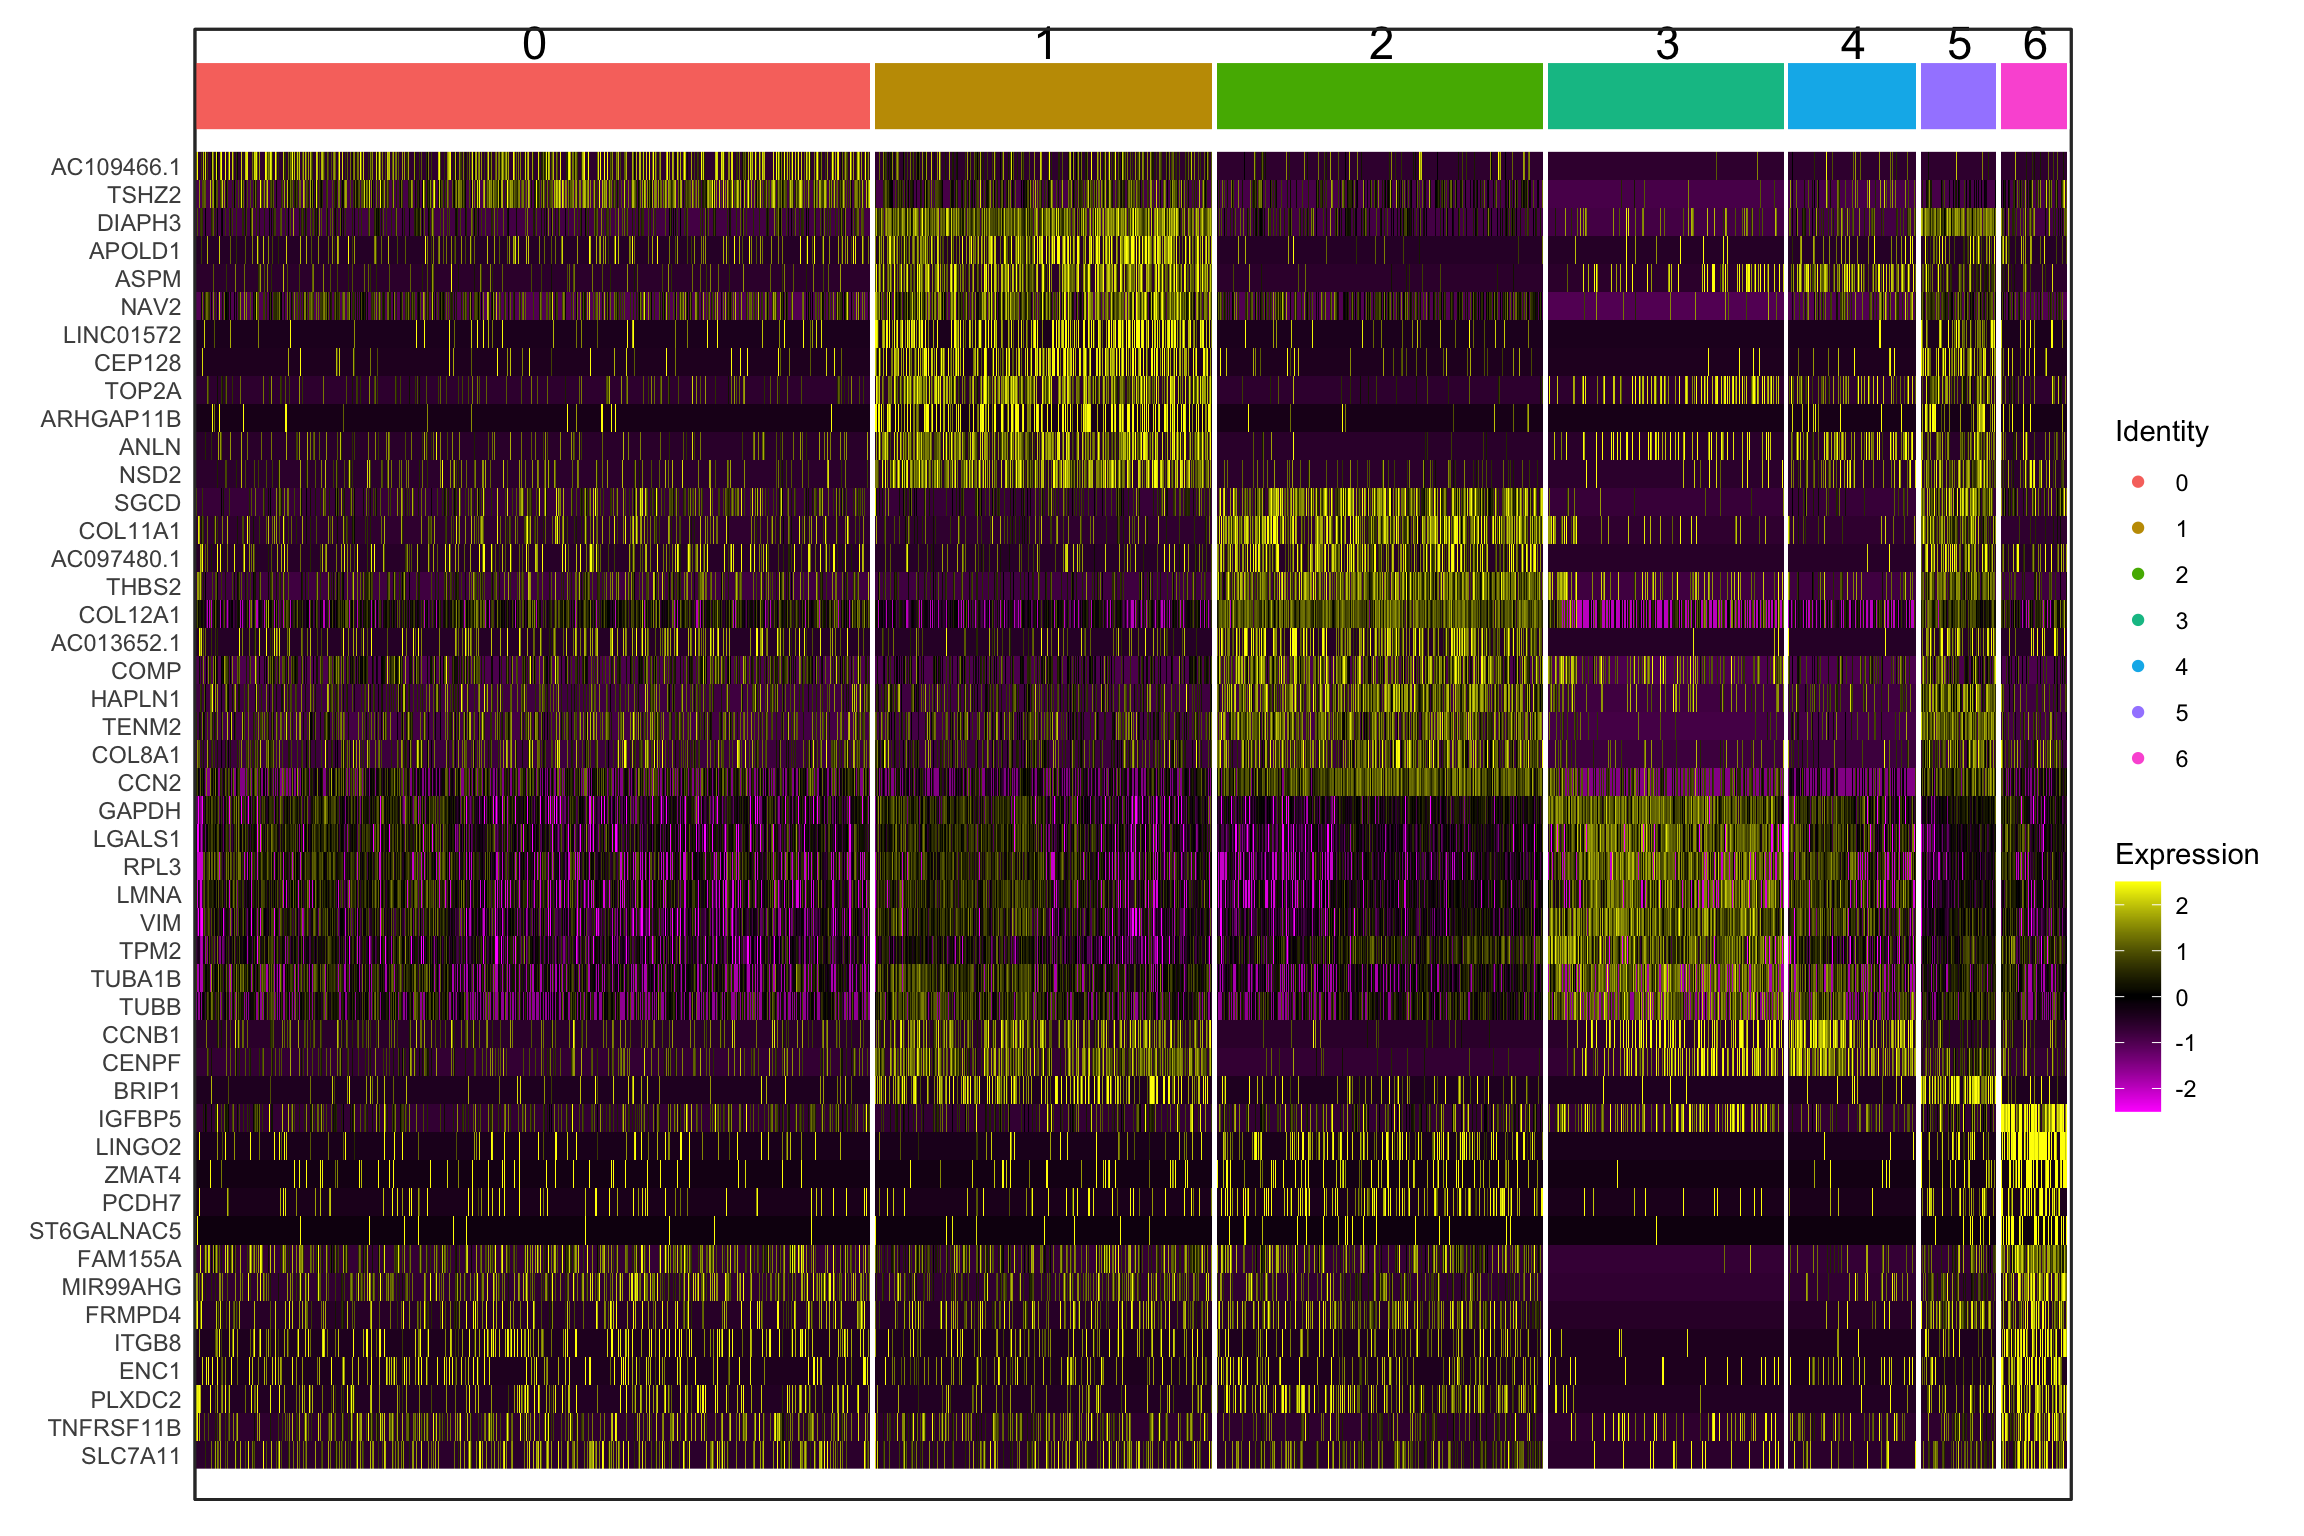 0 1 2 3 4 5 6
AC109466.1
TSHZ2
DIAPH3
APOLD1
ASPM
NAV2
LINC01572
CEP128
TOP2A
ARHGAP11B
ANLN
NSD2
SGCD
COL11A1
AC097480.1
THBS2
COL12A1
AC013652.1
COMP
HAPLN1
TENM2
COL8A1
CCN2
GAPDH
LGALS1
RPL3
LMNA
VIM
TPM2
TUBA1B
TUBB
CCNB1
CENPF
BRIP1
IGFBP5
LINGO2
ZMAT4
PCDH7
ST6GALNAC5
FAM155A
MIR99AHG
FRMPD4
ITGB8
ENC1
PLXDC2
TNFRSF11B
SLC7A11
Identity
0
1
2
3
4
5
6
Expression
2
1
0
-1
-2